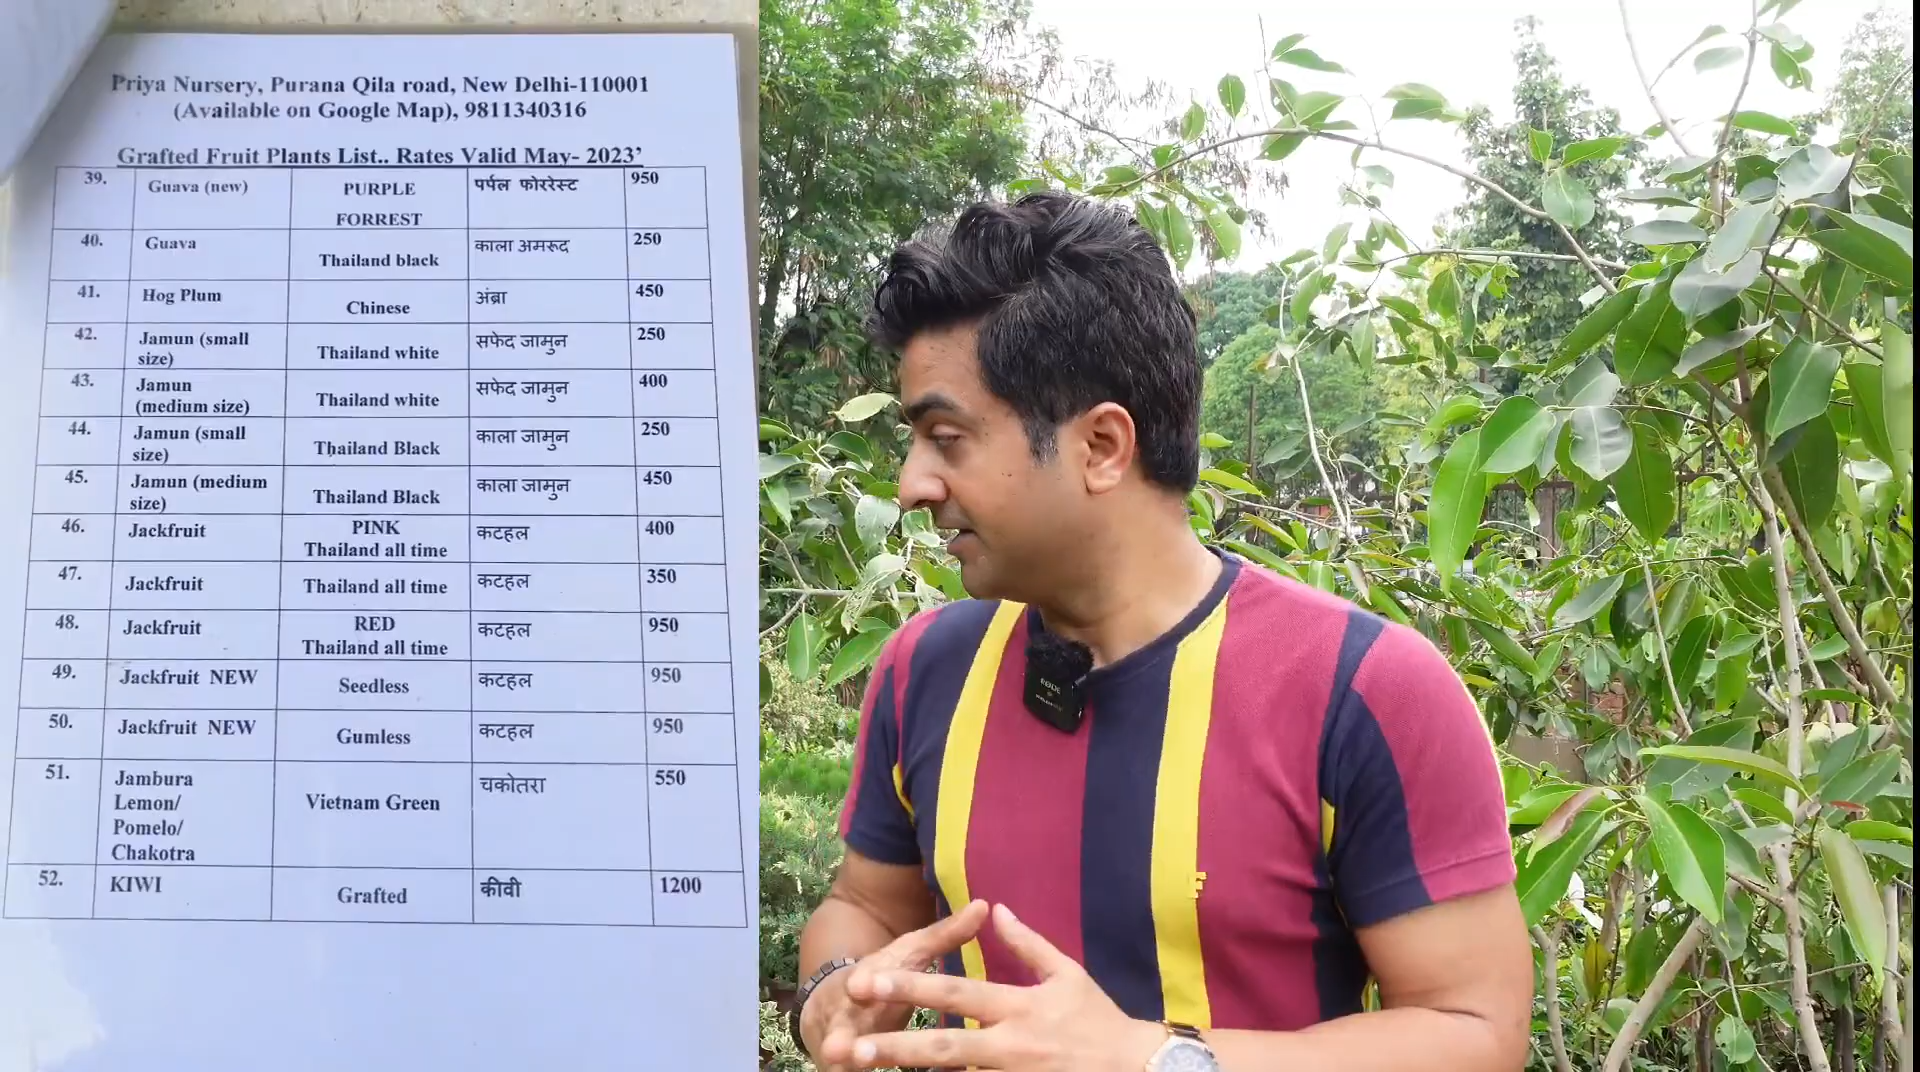 Priya Nursery, Purana Qila road, New Delhi-110001
(Available on Google Map), 9811340316
Grafted Fruit Plants List.. Rates Valid May- 2023’
39. Guava (new) PURPLE FORREST पर्पल फोररेस्ट 950
40. Guava Thailand black काला अमरूद 250
41. Hog Plum Chinese अंब्रा 450
42. Jamun (small size) Thailand white सफेद जामुन 250
43. Jamun (medium size) Thailand white सफेद जामुन 400
44. Jamun (small size) Thailand Black काला जामुन 250
45. Jamun (medium size) Thailand Black काला जामुन 450
46. Jackfruit PINK Thailand all time कटहल 400
47. Jackfruit Thailand all time कटहल 350
48. Jackfruit RED Thailand all time कटहल 950
49. Jackfruit NEW Seedless कटहल 950
50. Jackfruit NEW Gumless कटहल 950
51. Jambura Lemon/ Pomelo/ Chakotra Vietnam Green चकोतरा 550
52. KIWI Grafted कीवी 1200
RØDE